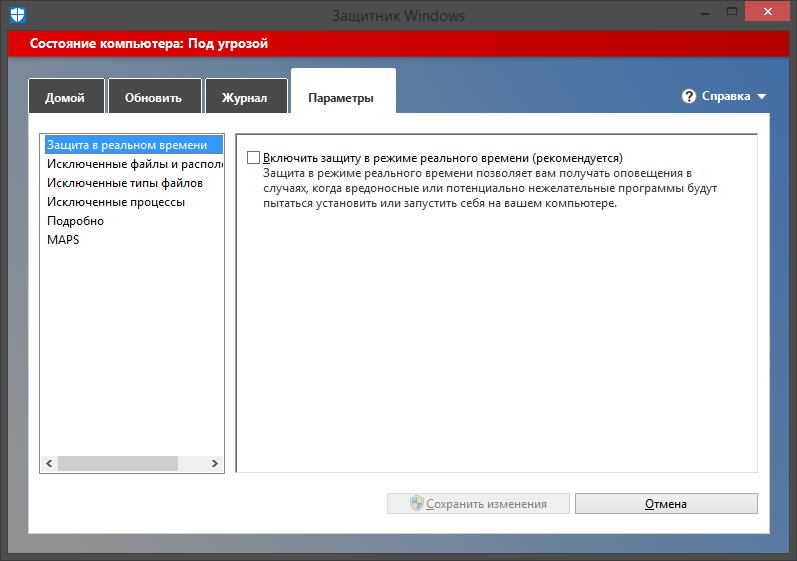 Защитник Windows
Состояние компьютера: Под угрозой
Домой
Обновить
Журнал
Параметры
Справка
Защита в реальном времени
Исключенные файлы и распол
Исключенные типы файлов
Исключенные процессы
Подробно
MAPS
Включить защиту в режиме реального времени (рекомендуется)
Защита в режиме реального времени позволяет вам получать оповещения в
случаях, когда вредоносные или потенциально нежелательные программы будут
пытаться установить или запустить себя на вашем компьютере.
Сохранить изменения
Отмена